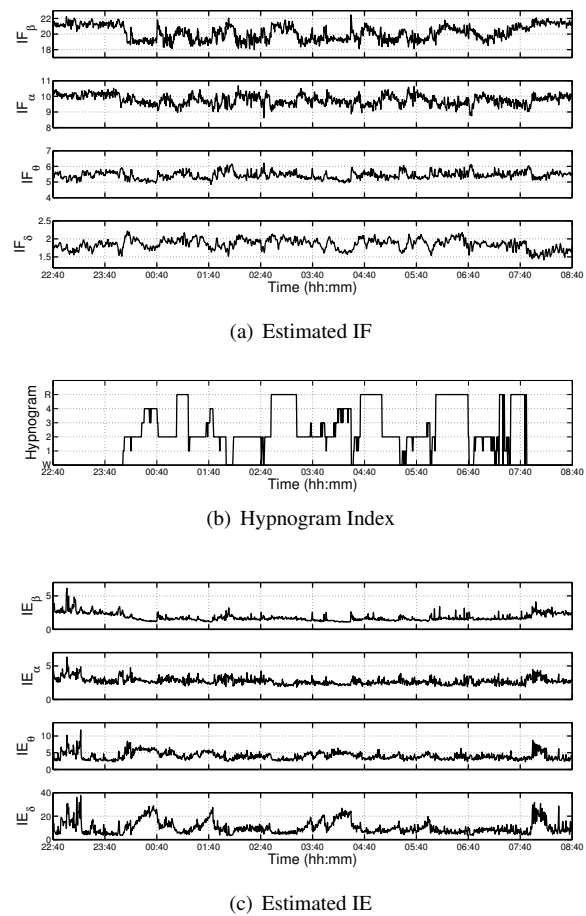 22
20
18
IF_β
11
10
9
8
IF_α
7
6
5
4
IF_θ
2.5
2
1.5
IF_δ
22:40 23:40 00:40 01:40 02:40 03:40 04:40 05:40 06:40 07:40 08:40
Time (hh:mm)
(a) Estimated IF
R
4
3
2
1
W
Hypnogram
22:40 23:40 00:40 01:40 02:40 03:40 04:40 05:40 06:40 07:40 08:40
Time (hh:mm)
(b) Hypnogram Index
5
0
IE_β
5
0
IE_α
10
5
0
IE_θ
40
20
0
IE_δ
22:40 23:40 00:40 01:40 02:40 03:40 04:40 05:40 06:40 07:40 08:40
Time (hh:mm)
(c) Estimated IE